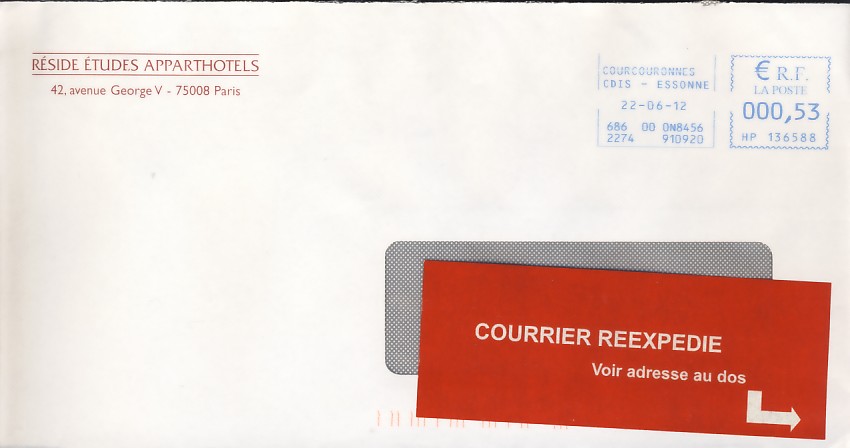 RÉSIDE ÉTUDES APPARTHOTELS
42, avenue George V - 75008 Paris
COURCOURONNES
CDIS - ESSONNE
22-06-12
686 00 0N8456
2274 910920
€ R.F.
LA POSTE
000,53
HP 136588
COURRIER REEXPEDIE
Voir adresse au dos